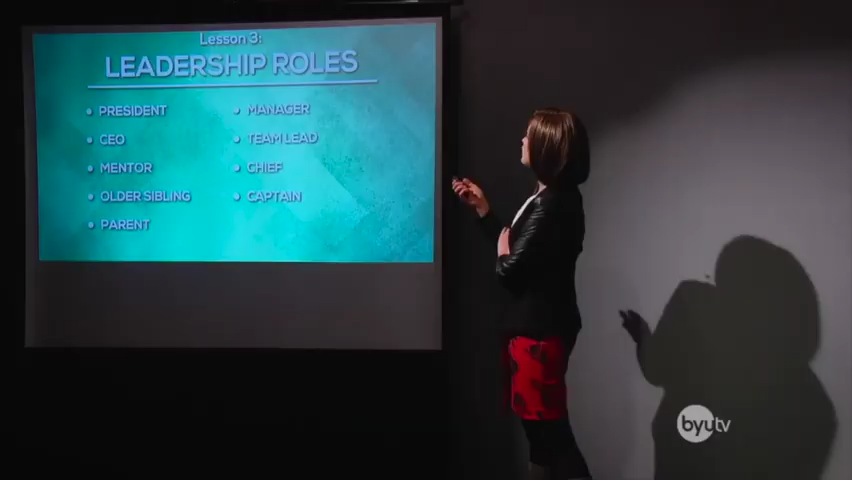 Lesson 3:
LEADERSHIP ROLES
• PRESIDENT
• CEO
• MENTOR
• OLDER SIBLING
• PARENT
• MANAGER
• TEAM LEAD
• CHIEF
• CAPTAIN
byutv